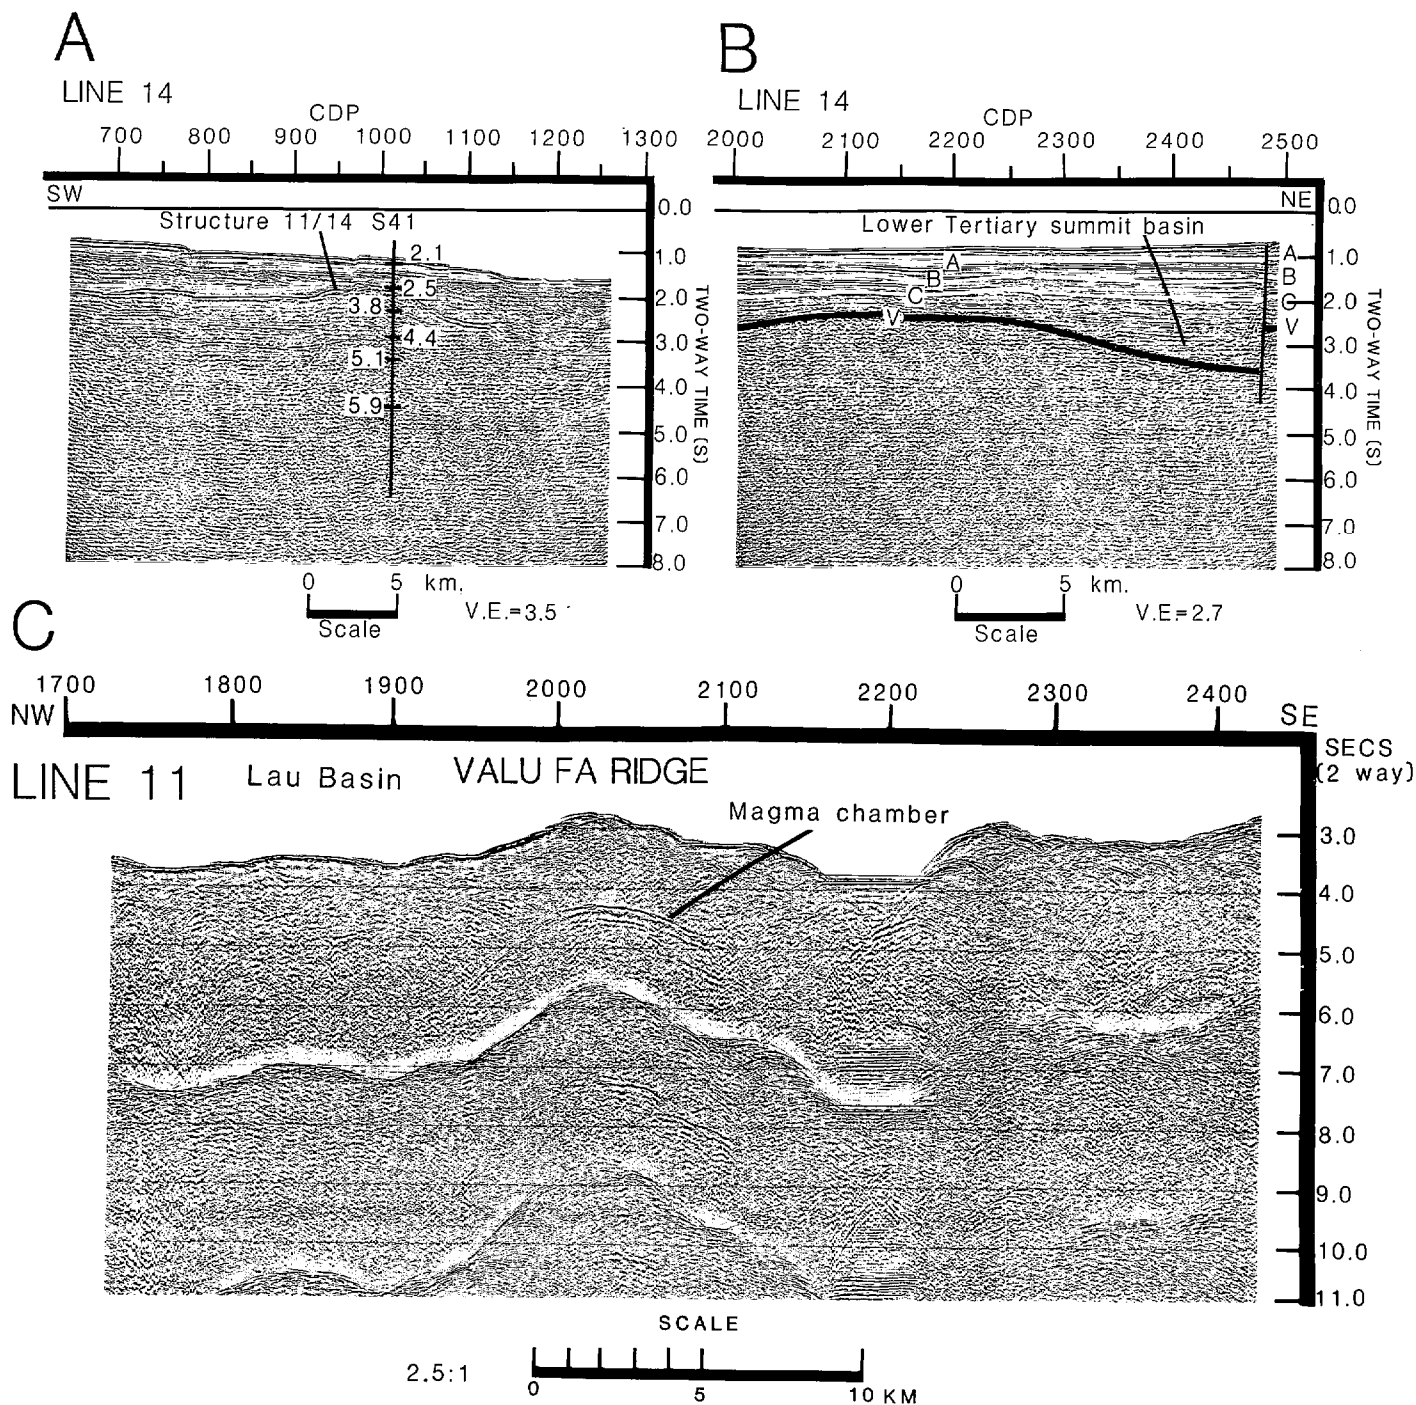 A
LINE 14
CDP
700 800 900 1000 1100 1200 1300
SW
0.0
Structure 11/14 S41
2.1
1.0
2.5
2.0
3.8
4.4
3.0
5.1
4.0
5.9
5.0
6.0
7.0
8.0
TWO-WAY TIME (S)
0 5 km.
Scale
V.E.=3.5
B
LINE 14
CDP
2000 2100 2200 2300 2400 2500
NE
0.0
Lower Tertiary summit basin
A
B
C
V
A
B
C
V
1.0
2.0
3.0
4.0
5.0
6.0
7.0
8.0
TWO-WAY TIME (S)
0 5 km.
Scale
V.E.=2.7
C
1700 1800 1900 2000 2100 2200 2300 2400
NW
SE
SECS
(2 way)
LINE 11
Lau Basin
VALU FA RIDGE
Magma chamber
3.0
4.0
5.0
6.0
7.0
8.0
9.0
10.0
11.0
SCALE
2.5:1
0 5 10 KM